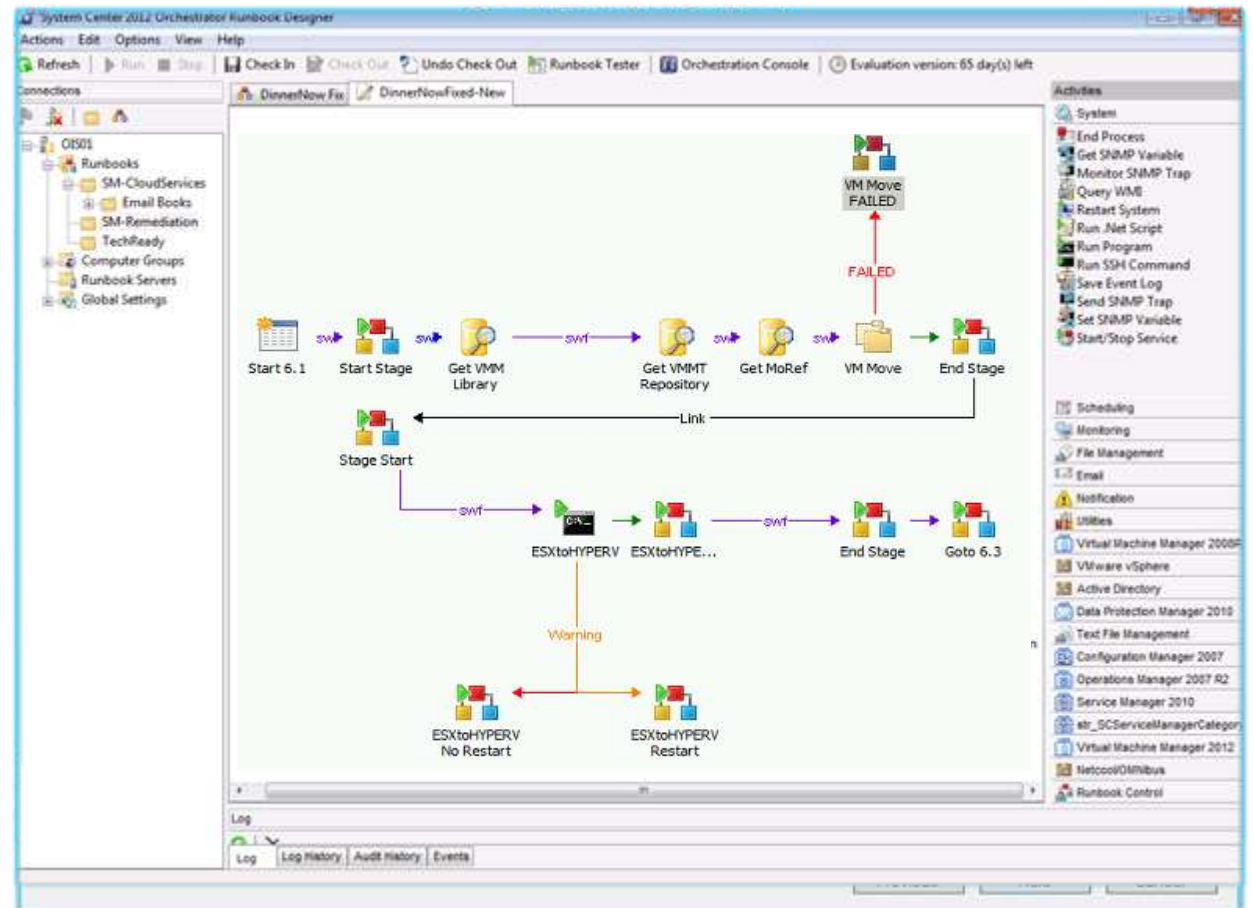 System Center 2012 Orchestrator Runbook Designer
Actions Edit Options View Help
Refresh Run Stop Check In Check Out Undo Check Out Runbook Tester Orchestration Console Evaluation version: 65 day(s) left
Connections
OIS01
Runbooks
SM-CloudServices
Email Books
SM-Remediation
TechReady
Computer Groups
Runbook Servers
Global Settings
DinnerNow Fix DinnerNowFixed-New
VM Move
FAILED
FAILED
swf swf swf swf swf
Start 6.1 Start Stage Get VMM
Library Get VMMT
Repository Get MoRef VM Move End Stage
Link
Stage Start
swf swf
ESXtoHYPERV ESXtoHYPE... End Stage Goto 6.3
Warning
ESXtoHYPERV
No Restart
ESXtoHYPERV
Restart
Log
Log Log History Audit History Events
Activities
System
End Process
Get SNMP Variable
Monitor SNMP Trap
Query WMI
Restart System
Run .Net Script
Run Program
Run SSH Command
Save Event Log
Send SNMP Trap
Set SNMP Variable
Start/Stop Service
Scheduling
Monitoring
File Management
Email
Notification
Utilities
Virtual Machine Manager 2008R
VMware vSphere
Active Directory
Data Protection Manager 2010
Text File Management
Configuration Manager 2007
Operations Manager 2007 R2
Service Manager 2010
str_SCServiceManagerCategory
Virtual Machine Manager 2012
Netcool/OMNIbus
Runbook Control